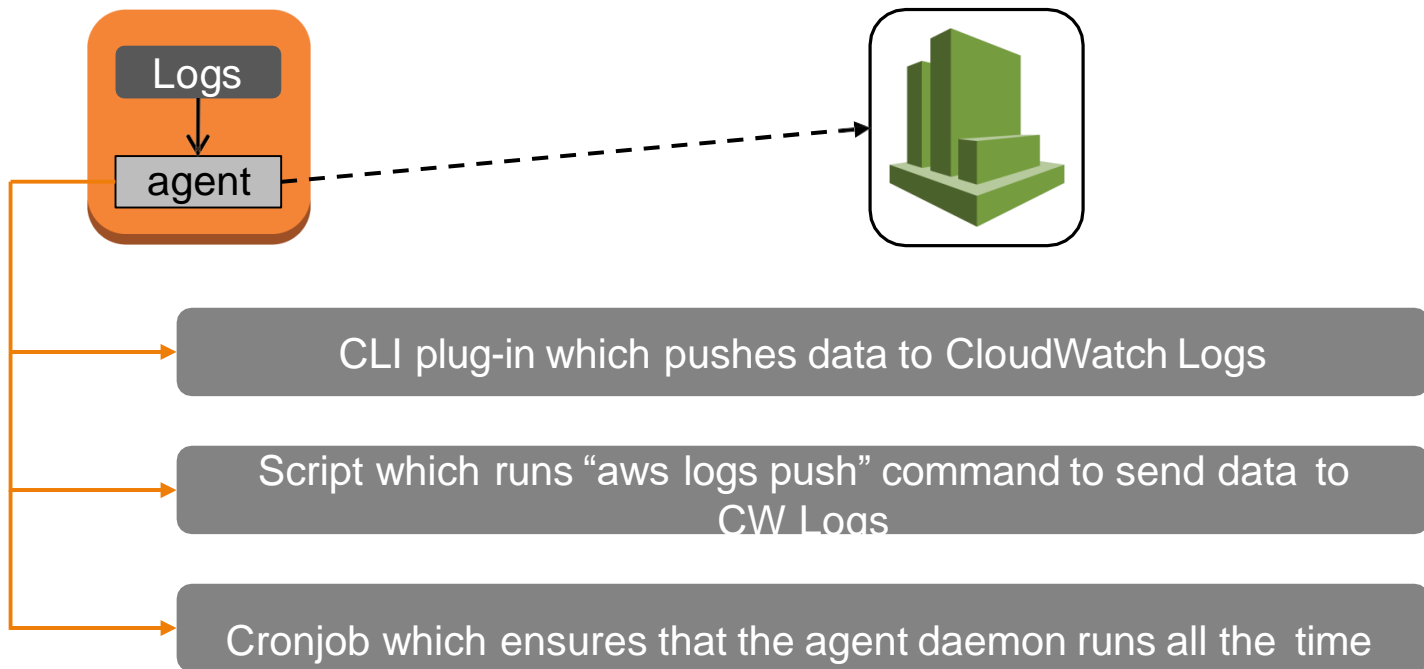 Logs
agent
CLI plug-in which pushes data to CloudWatch Logs
Script which runs “aws logs push” command to send data to
CW Logs
Cronjob which ensures that the agent daemon runs all the time